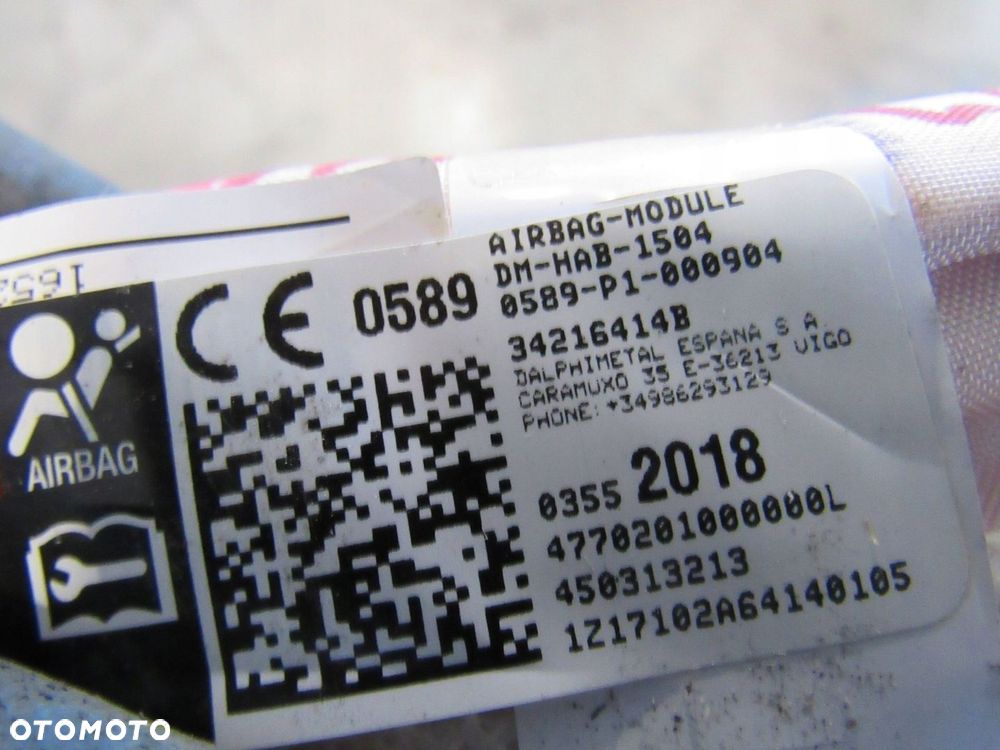 AIRBAG-MODULE
DM-HAB-1504
0589-P1-000904
0589
34216414B
DALPHIMETAL ESPANA S A.
CARAMUXO 35 E-36213 VIGO
PHONE: +34986293129
0355 2018
4770201000000L
450313213
1Z17102A64140105
AIRBAG
CE
OTOMOTO